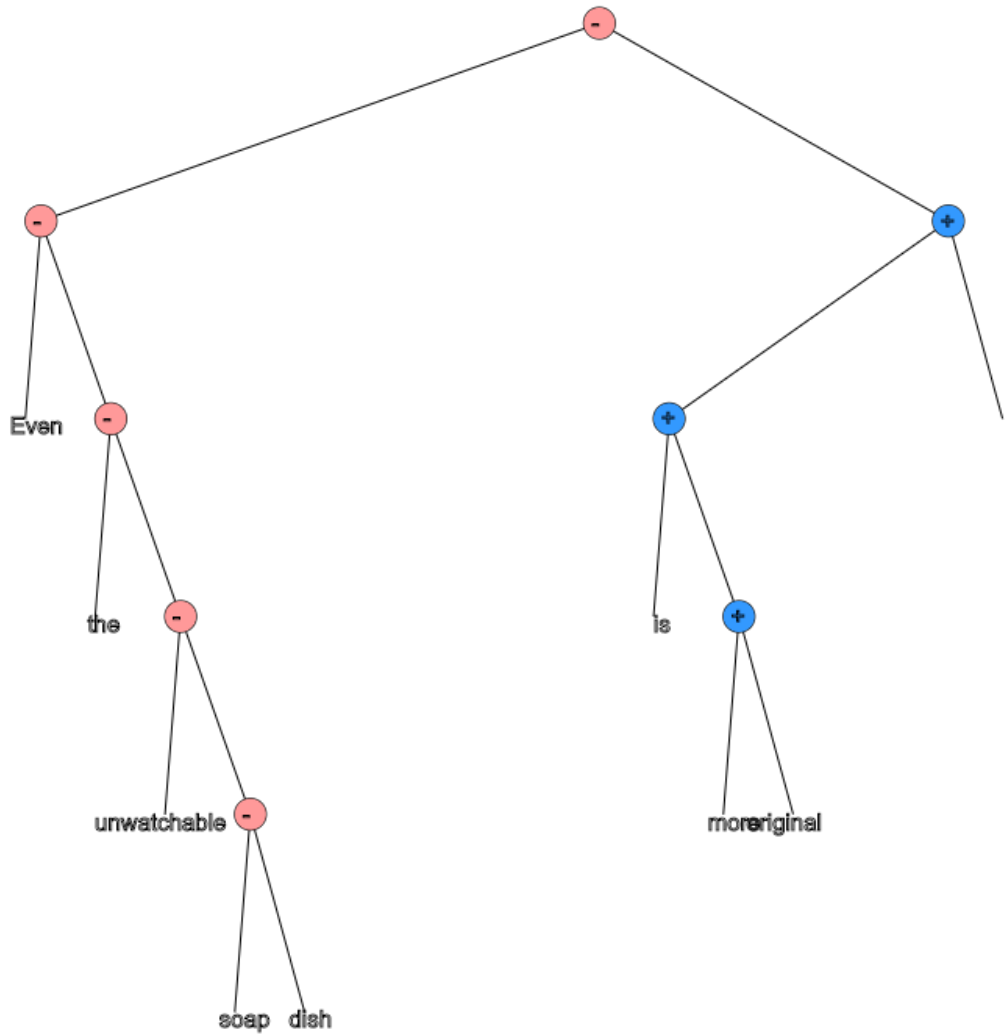 -
-
+
Even
-
+
the
-
is
+
unwatchable
-
more
original
soap
dish